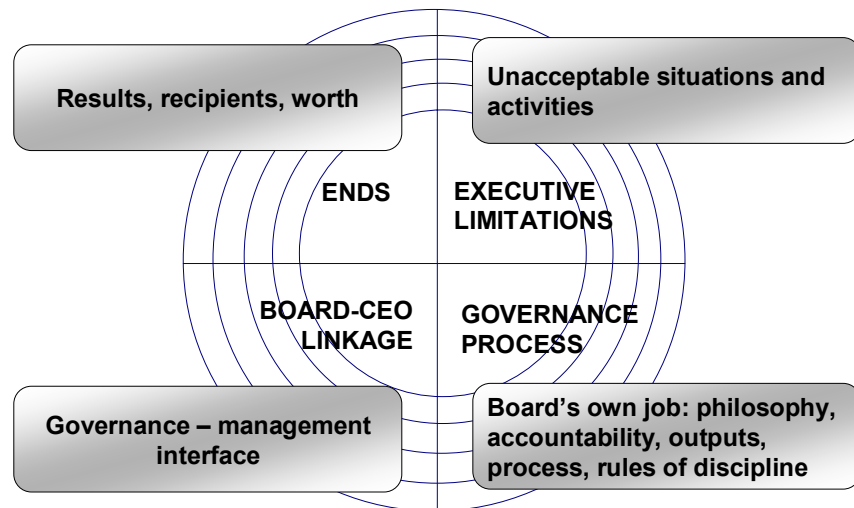 Results, recipients, worth
Unacceptable situations and
activities
ENDS
EXECUTIVE
LIMITATIONS
BOARD-CEO
LINKAGE
GOVERNANCE
PROCESS
Governance – management
interface
Board's own job: philosophy,
accountability, outputs,
process, rules of discipline